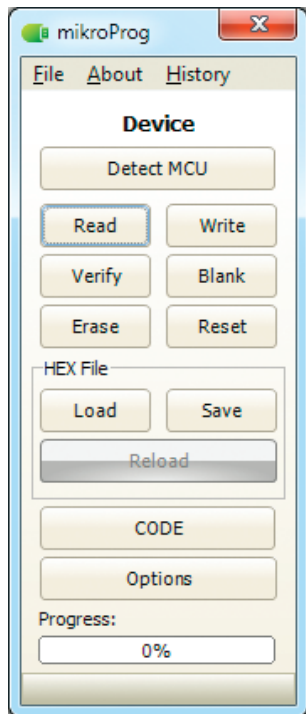 mikroProg
File About History
Device
Detect MCU
Read Write
Verify Blank
Erase Reset
HEX File
Load Save
Reload
CODE
Options
Progress:
0%